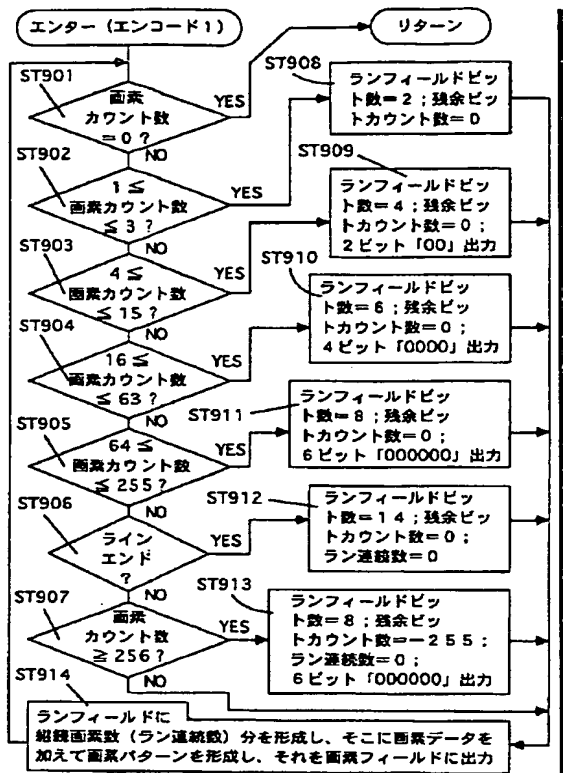 エンター（エンコード１）
リターン
ST901
画素
カウント数
＝０？
YES
NO
ST908
ランフィールドビッ
ト数＝２；残余ビッ
トカウント数＝０
ST902
１≦
画素カウント数
≦３？
YES
NO
ST909
ランフィールドビッ
ト数＝４；残余ビッ
トカウント数＝０；
２ビット「００」出力
ST903
４≦
画素カウント数
≦１５？
YES
NO
ST910
ランフィールドビッ
ト数＝６；残余ビッ
トカウント数＝０；
４ビット「００００」出力
ST904
１６≦
画素カウント数
≦６３？
YES
NO
ST911
ランフィールドビッ
ト数＝８；残余ビッ
トカウント数＝０；
６ビット「００００００」出力
ST905
６４≦
画素カウント数
≦２５５？
YES
NO
ST912
ランフィールドビッ
ト数＝１４；残余ビッ
トカウント数＝０；
ラン連続数＝０
ST906
ライン
エンド
？
YES
NO
ST913
ランフィールドビッ
ト数＝８；残余ビッ
トカウント数＝－２５５；
ラン連続数＝０；
６ビット「００００００」出力
ST907
画素
カウント数
≧２５６？
YES
NO
ST914
ランフィールドに
継続画素数（ラン連続数）分を形成し、そこに画素データを
加えて画素パターンを形成し、それを画素フィールドに出力